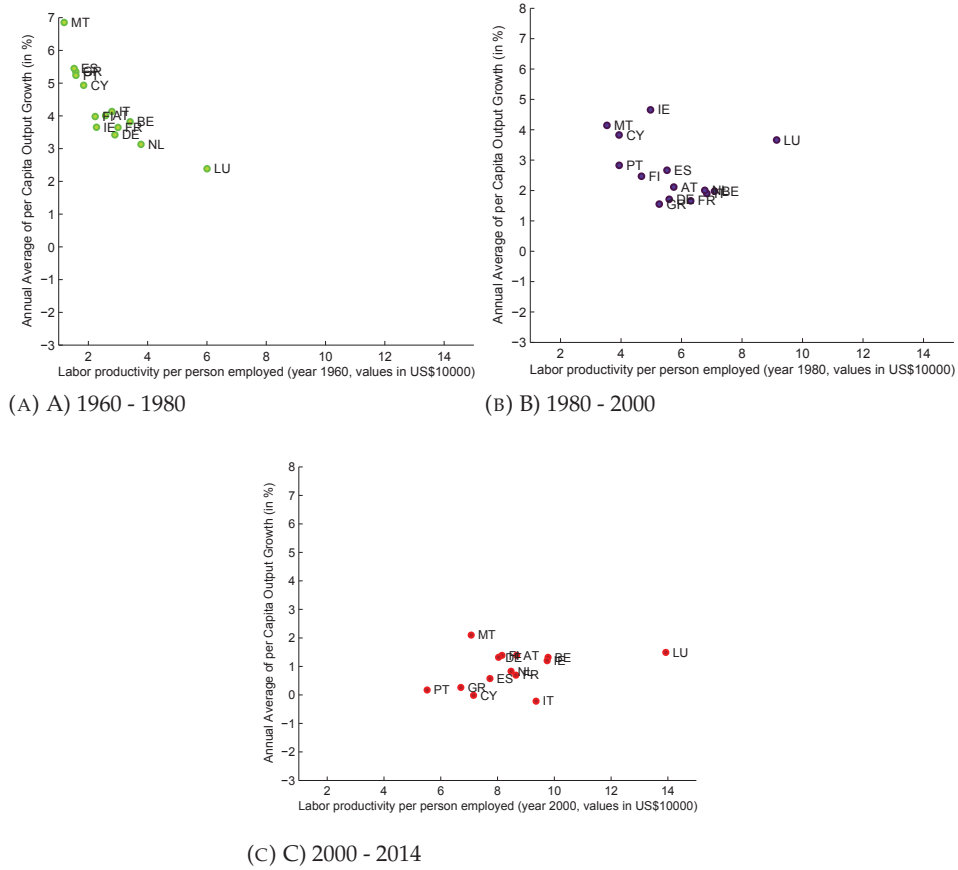 7
6
5
4
3
2
1
0
−1
−2
−3
Annual Average of per Capita Output Growth (in %)
MT
ES
GR
PT
CY
IT
FI
AT
BE
IE
FR
DE
NL
LU
2 4 6 8 10 12 14
Labor productivity per person employed (year 1960, values in US$10000)
(A) A) 1960 - 1980
8
7
6
5
4
3
2
1
0
−1
−2
−3
Annual Average of per Capita Output Growth (in %)
IE
MT
CY
LU
PT
ES
FI
AT
NL
BE
IT
DE
FR
GR
2 4 6 8 10 12 14
Labor productivity per person employed (year 1980, values in US$10000)
(B) B) 1980 - 2000
8
7
6
5
4
3
2
1
0
−1
−2
−3
Annual Average of per Capita Output Growth (in %)
MT
LU
FI
AT
DE
BE
IE
NL
FR
ES
GR
PT
CY
IT
2 4 6 8 10 12 14
Labor productivity per person employed (year 2000, values in US$10000)
(C) C) 2000 - 2014